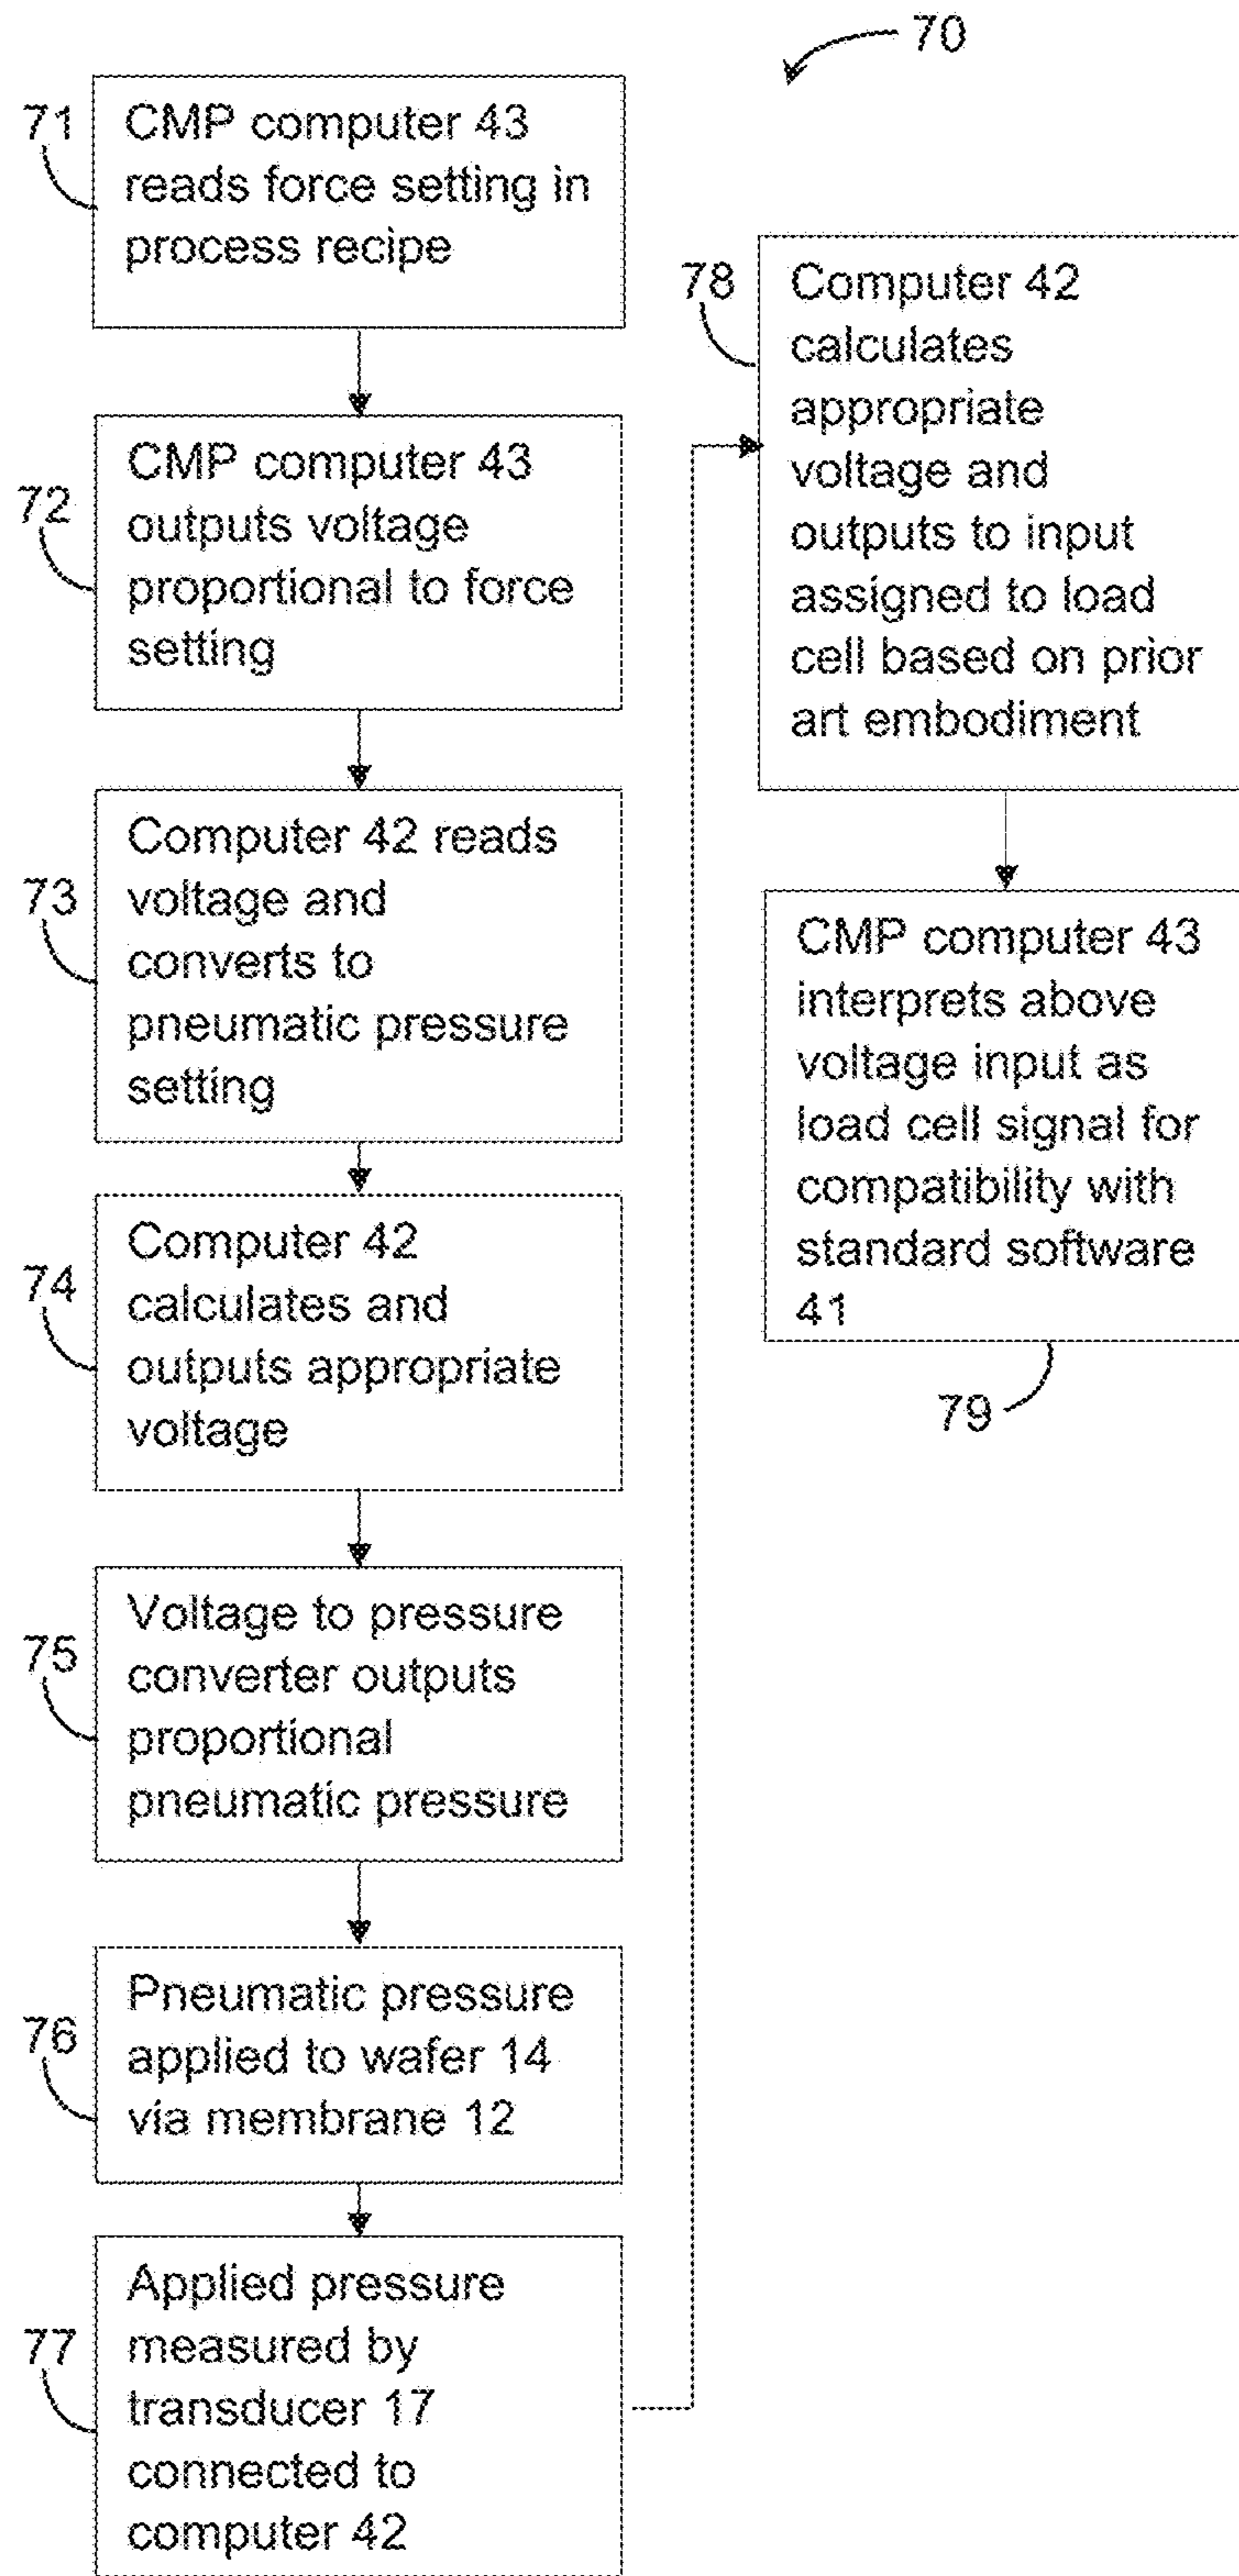 70
71
CMP computer 43
reads force setting in
process recipe
72
CMP computer 43
outputs voltage
proportional to force
setting
73
Computer 42 reads
voltage and
converts to
pneumatic pressure
setting
74
Computer 42
calculates and
outputs appropriate
voltage
75
Voltage to pressure
converter outputs
proportional
pneumatic pressure
76
Pneumatic pressure
applied to wafer 14
via membrane 12
77
Applied pressure
measured by
transducer 17
connected to
computer 42
78
Computer 42
calculates
appropriate
voltage and
outputs to input
assigned to load
cell based on prior
art embodiment
CMP computer 43
interprets above
voltage input as
load cell signal for
compatibility with
standard software
41
79